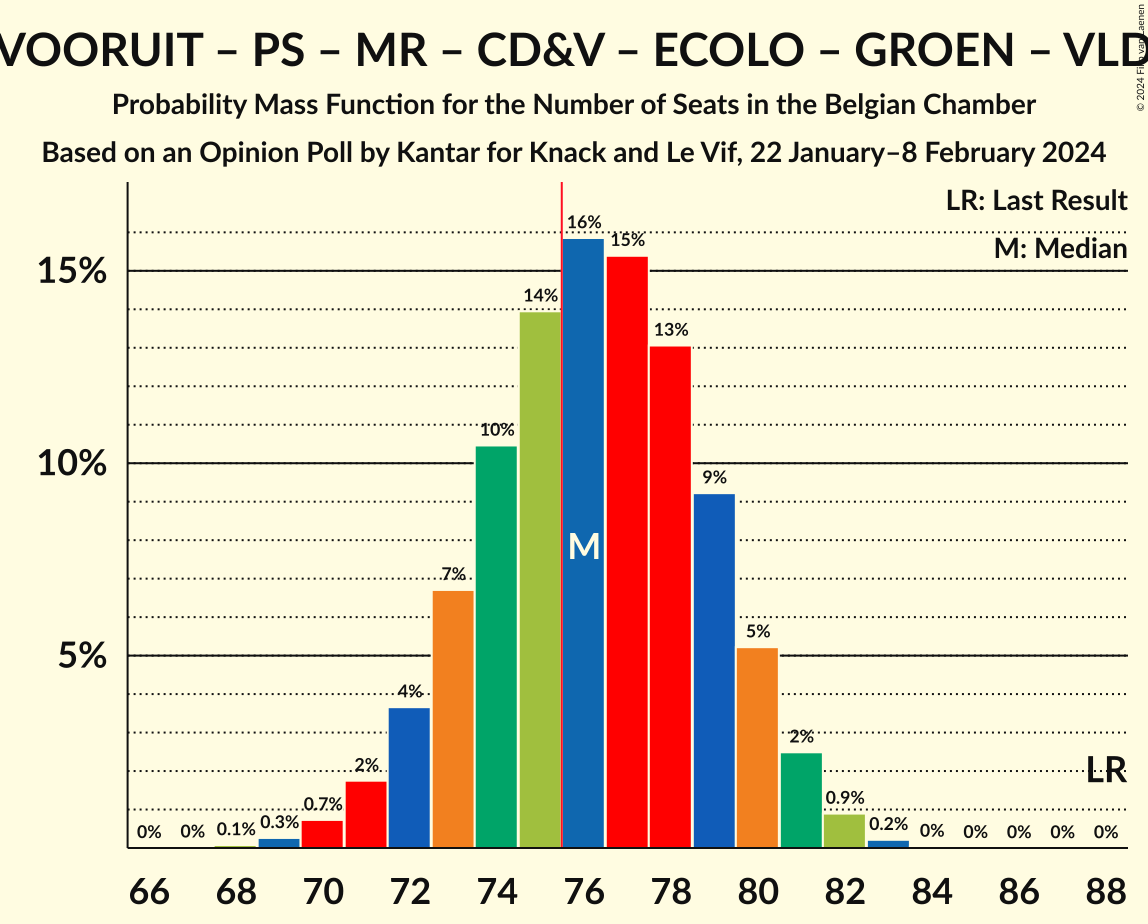 VOORUIT – PS – MR – CD&V – ECOLO – GROEN – VLD
Probability Mass Function for the Number of Seats in the Belgian Chamber
Based on an Opinion Poll by Kantar for Knack and Le Vif, 22 January–8 February 2024
© 2024 Filip van Laenen
LR: Last Result
M: Median
15%
10%
5%
0% 0% 0.1% 0.3% 0.7% 2% 4% 7% 10% 14% 16% 15% 13% 9% 5% 2% 0.9% 0.2% 0% 0% 0% 0% 0%
M
LR
66 68 70 72 74 76 78 80 82 84 86 88